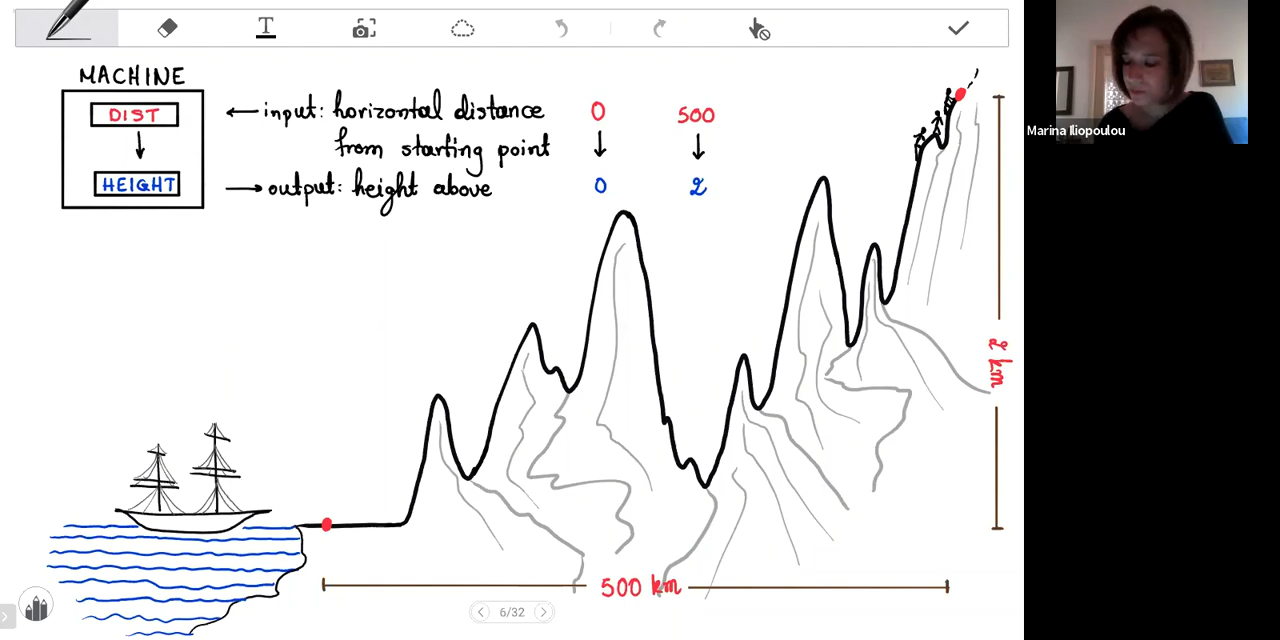 T
MACHINE
DIST
HEIGHT
← input: horizontal distance
from starting point
→ output: height above
0 500
↓ ↓
0 2
2 km
500 km
6/32
Marina Iliopoulou